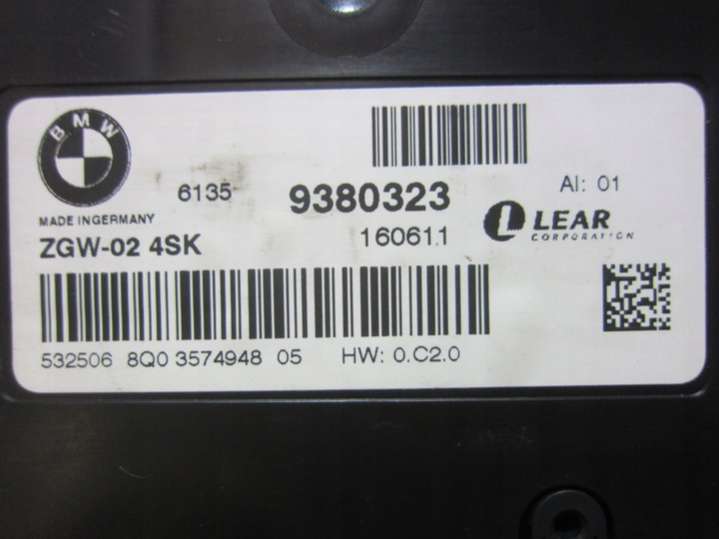 BMW
6135 9380323 AI: 01
MADE INGERMANY
ZGW-02 4SK 160611 LEAR
CORPORATION
532506 8Q0 3574948 05 HW: 0.C2.0